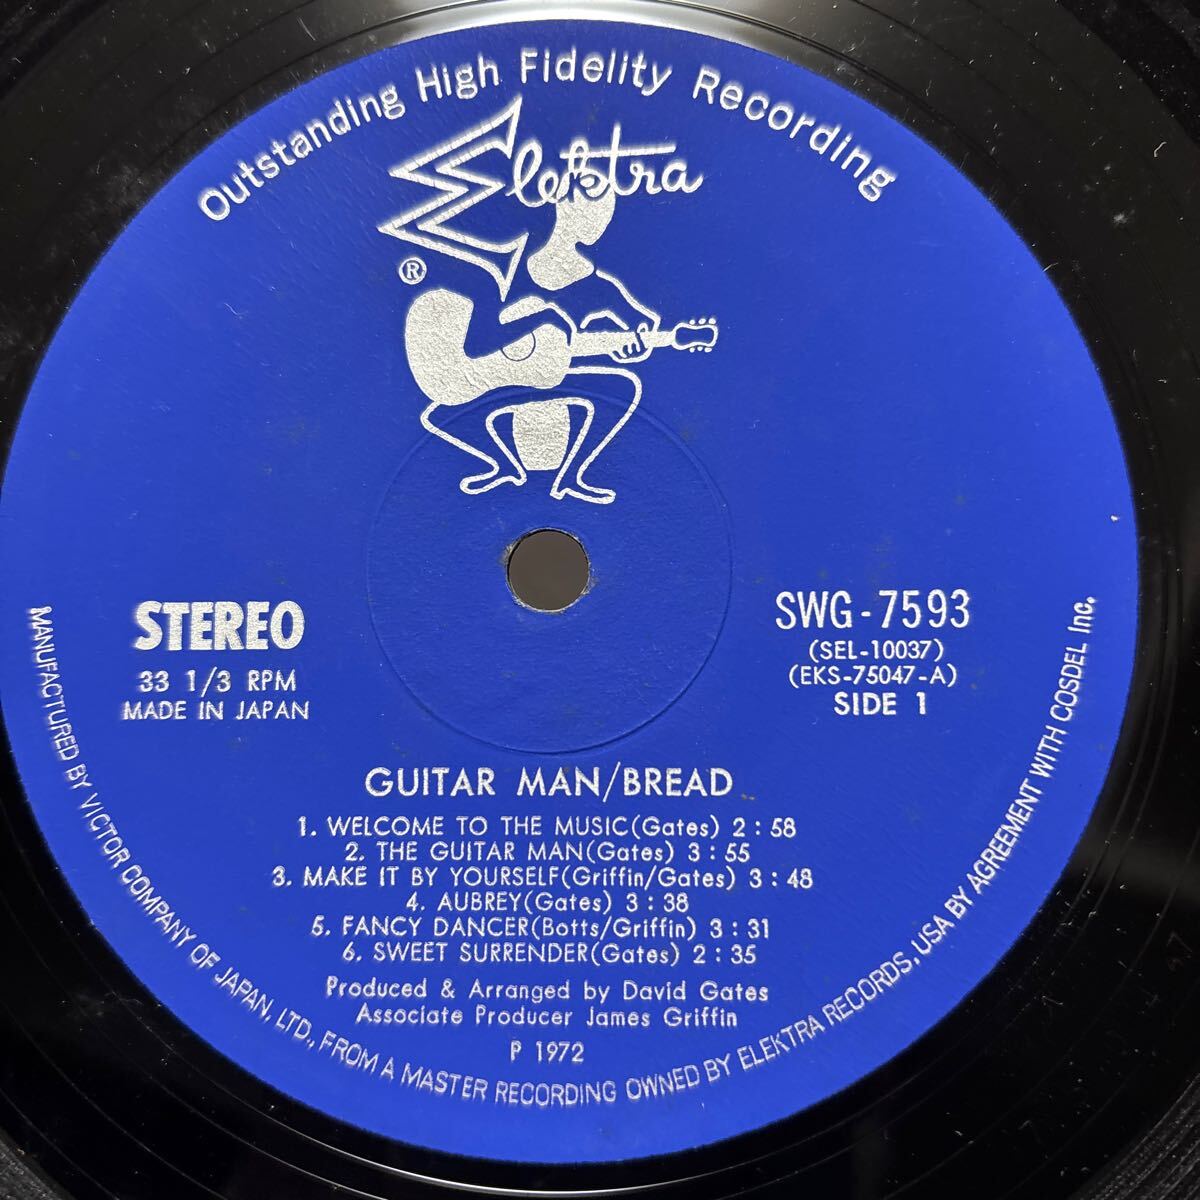 Outstanding High Fidelity Recording
Elektra
®
STEREO
33 1/3 RPM
MADE IN JAPAN
SWG-7593
(SEL-10037)
(EKS-75047-A)
SIDE 1
GUITAR MAN/BREAD
1. WELCOME TO THE MUSIC(Gates) 2:58
2. THE GUITAR MAN(Gates) 3:55
3. MAKE IT BY YOURSELF(Griffin/Gates) 3:48
4. AUBREY(Gates) 3:38
5. FANCY DANCER(Botts/Griffin) 3:31
6. SWEET SURRENDER(Gates) 2:35
Produced & Arranged by David Gates
Associate Producer James Griffin
P 1972
MANUFACTURED BY VICTOR COMPANY OF JAPAN, LTD., FROM A MASTER RECORDING OWNED BY ELEKTRA RECORDS, USA BY AGREEMENT WITH COSDEL Inc.